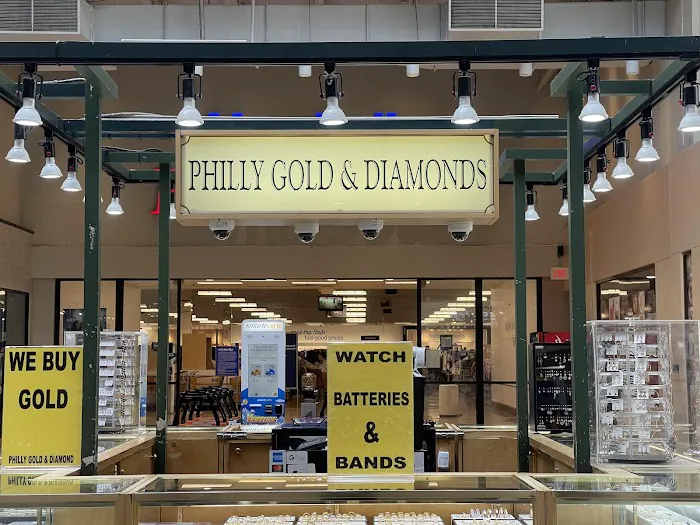 PHILLY GOLD & DIAMONDS
WE BUY
GOLD
PHILLY GOLD & DIAMOND
WATCH
BATTERIES
&
BANDS